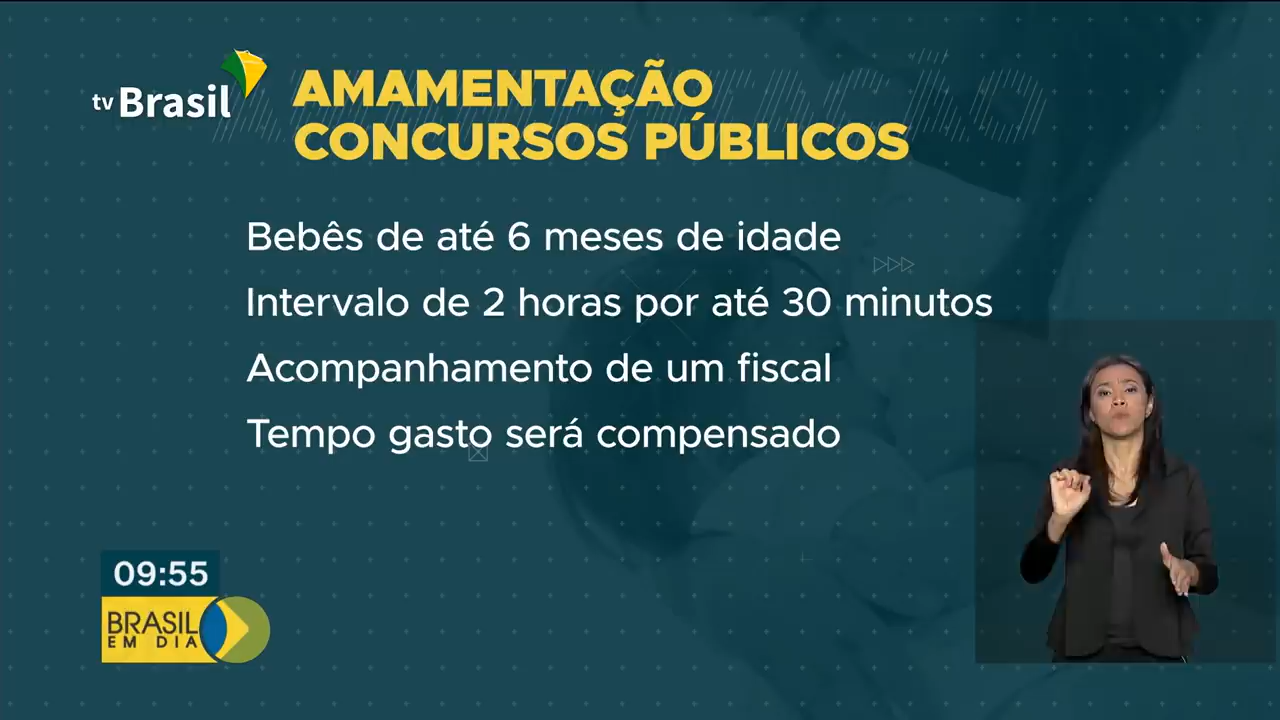 tv Brasil
AMAMENTAÇÃO
CONCURSOS PÚBLICOS
Bebês de até 6 meses de idade
Intervalo de 2 horas por até 30 minutos
Acompanhamento de um fiscal
Tempo gasto será compensado
09:55
BRASIL
EM DIA